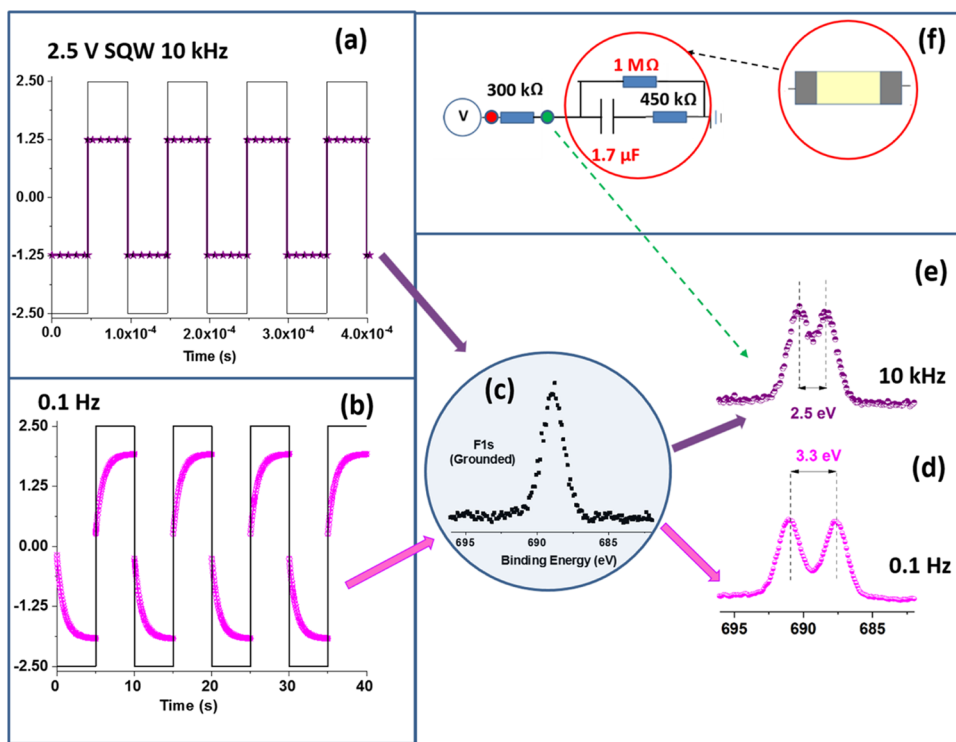 (a)
2.5 V SQW 10 kHz
2.50
1.25
0.00
-1.25
-2.50
0.0 1.0x10-4 2.0x10-4 3.0x10-4 4.0x10-4
Time (s)
(b)
0.1 Hz
2.50
1.25
0.00
-1.25
-2.50
0 10 20 30 40
Time (s)
(f)
1 MΩ
300 kΩ
450 kΩ
V
1.7 µF
(c)
F1s
(Grounded)
695 690 685
Binding Energy (eV)
(e)
10 kHz
2.5 eV
(d)
3.3 eV
0.1 Hz
695 690 685